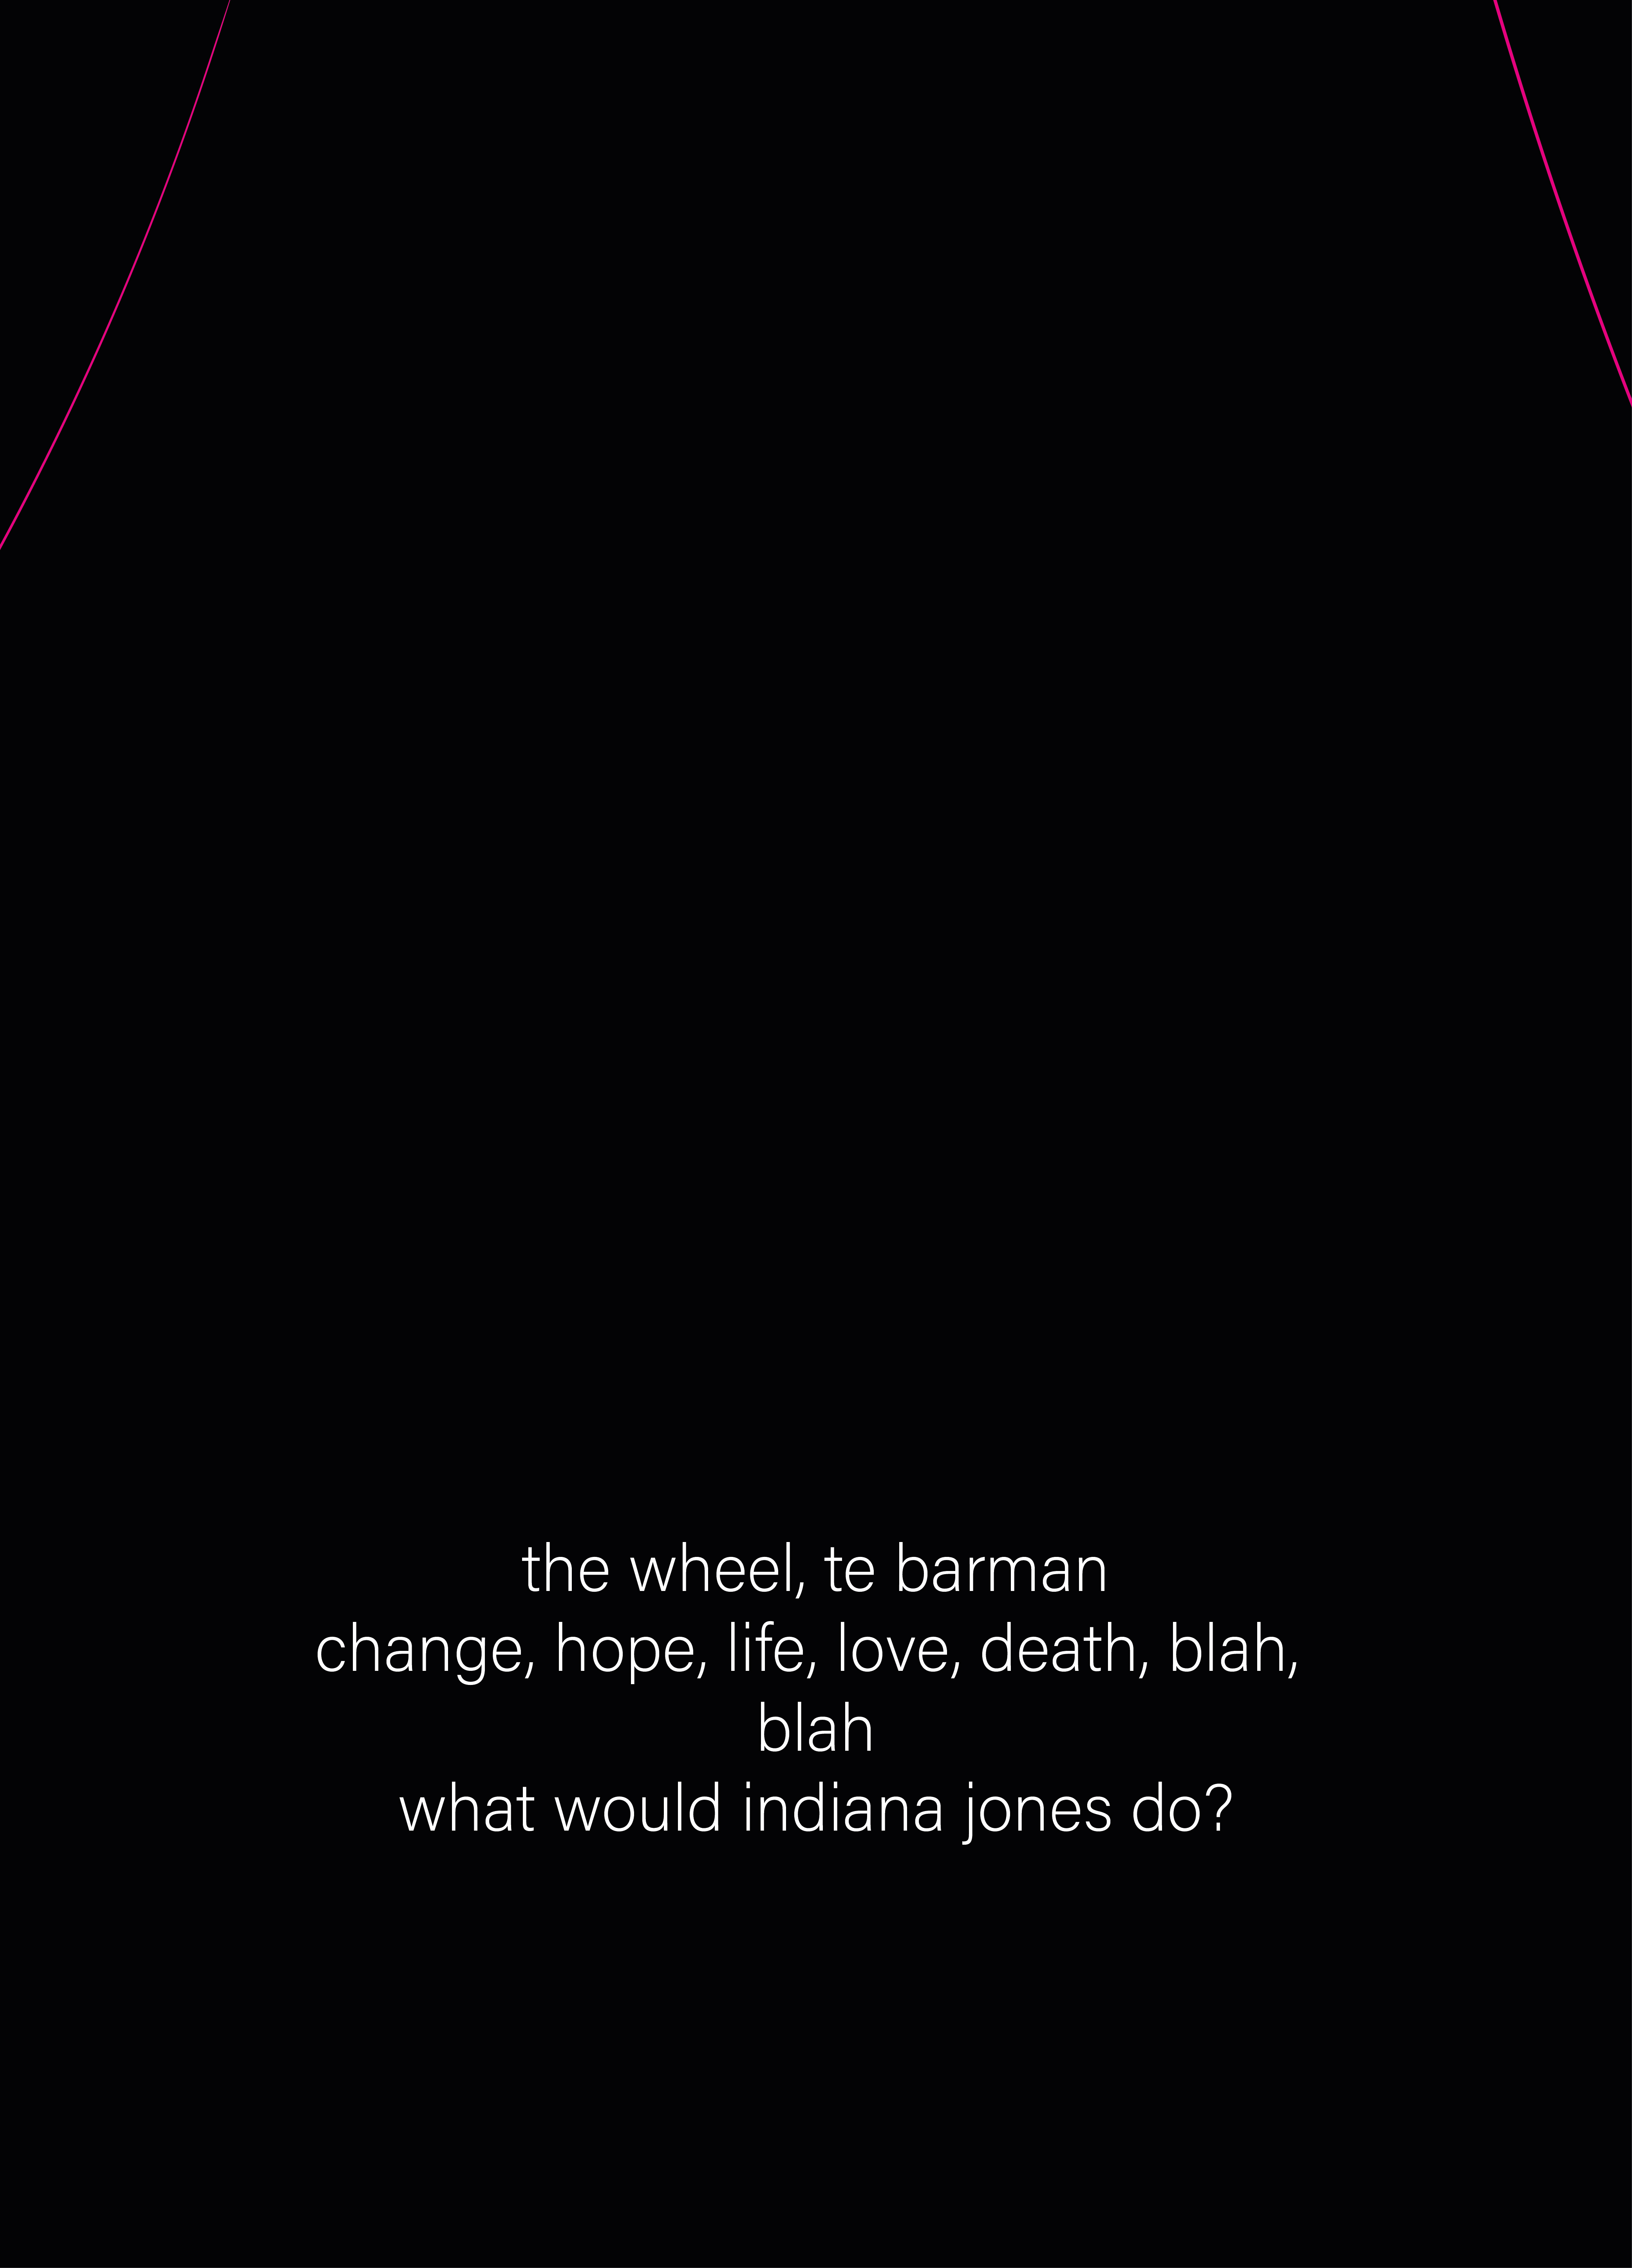 the wheel, te barman
change, hope, life, love, death, blah,
blah
what would indiana jones do?